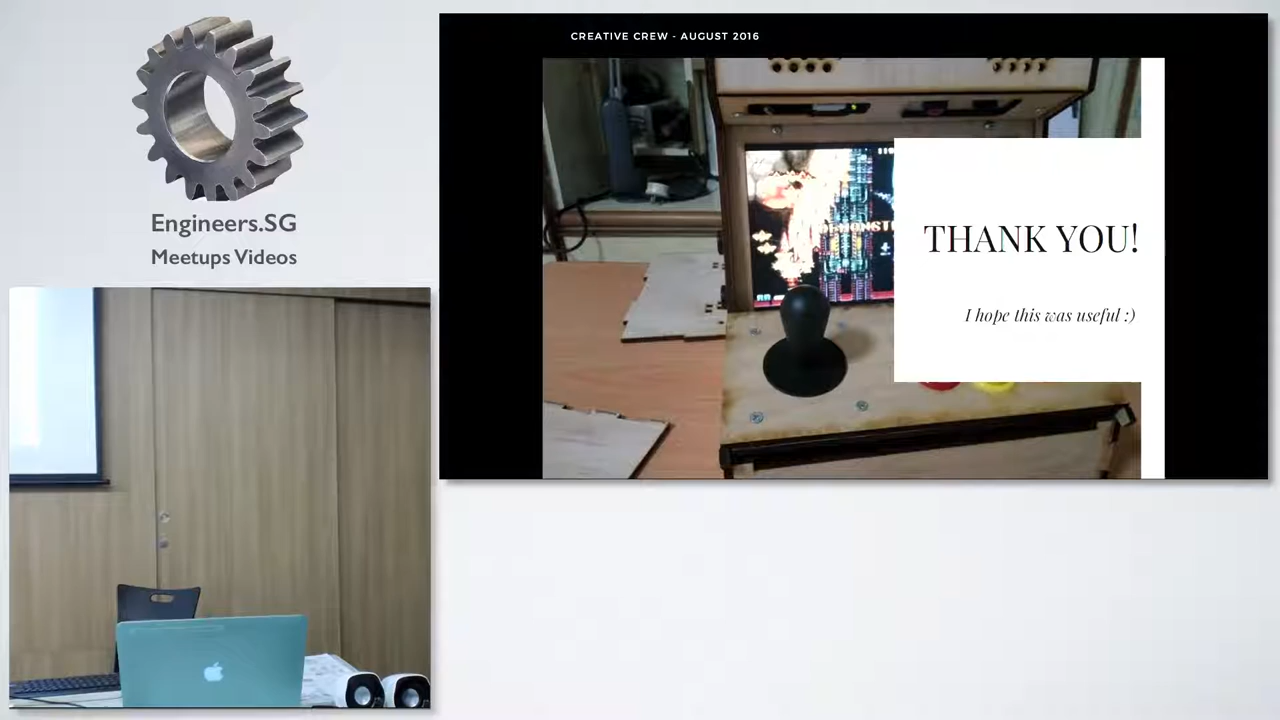 Engineers.SG
Meetups Videos
CREATIVE CREW - AUGUST 2016
THANK YOU!
I hope this was useful :)